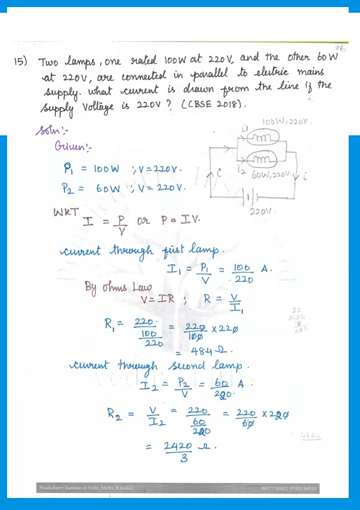 26
15) Two lamps, one rated 100W at 220V, and the other 60W
at 220V, are connected in parallel to electric mains
supply. What current is drawn from the line if the
supply Voltage is 220V? (CBSE 2018).
Soln:-
Given:-
100W, 220V.
i1
I2 60W, 220V
i
220V
P1 = 100W ; V=220V.
P2 = 60W ; V=220V.
WKT I = P/V or P = IV.
Current through first lamp.
I1 = P1/V = 100/220 A.
By Ohms Law
V=IR ; R = V/I1
R1 = 220/(100/220) = 220/100 × 220
= 484 Ω.
Current through second lamp.
I2 = P2/V = 60/220 A.
R2 = V/I2 = 220/(60/220) = 220/60 × 220
= 2420/3 Ω.